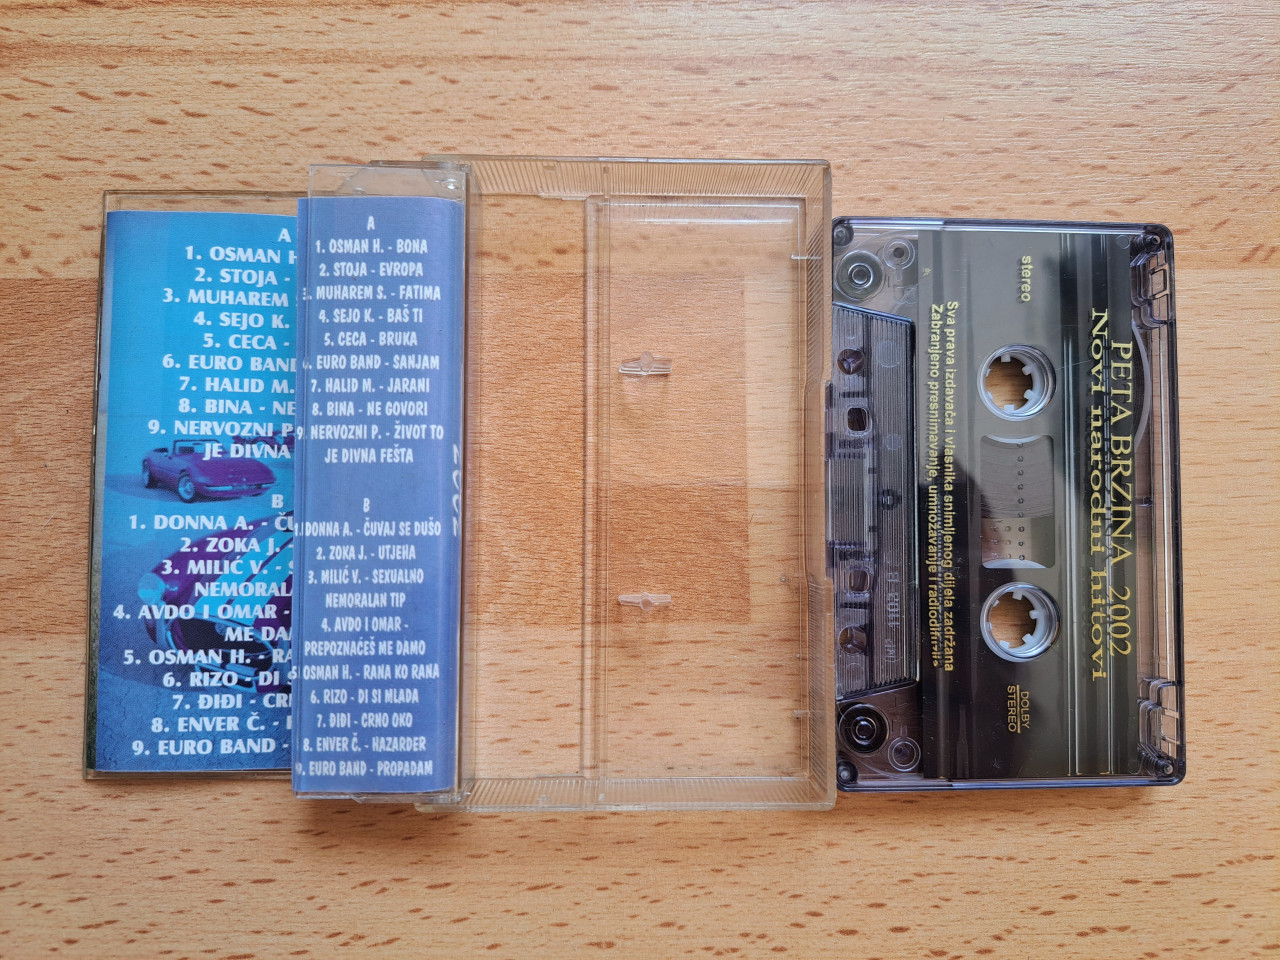 A
1. OSMAN H
2. STOJA -
3. MUHAREM
4. SEJO K.
5. CECA -
6. EURO BAND
7. HALID M.
8. BINA - NE
9. NERVOZNI P
JE DIVNA
B
1. DONNA A. - ČU
2. ZOKA J.
3. MILIĆ V. -
NEMORAL
4. AVDO I OMAR -
ME DAM
5. OSMAN H. - RA
6. RIZO - DI S
7. ĐIĐI - CR
8. ENVER Č. -
9. EURO BAND -
A
1. OSMAN H. - BONA
2. STOJA - EVROPA
3. MUHAREM S. - FATIMA
4. SEJO K. - BAŠ TI
5. CECA - BRUKA
6. EURO BAND - SANJAM
7. HALID M. - JARANI
8. BINA - NE GOVORI
9. NERVOZNI P. - ŽIVOT TO
JE DIVNA FEŠTA
B
1.DONNA A. - ČUVAJ SE DUŠO
2. ZOKA J. - UTJEHA
3. MILIĆ V. - SEXUALNO
NEMORALAN TIP
4. AVDO I OMAR -
PREPOZNAĆEŠ ME DAMO
5. OSMAN H. - RANA KO RANA
6. RIZO - DI SI MLADA
7. ĐIĐI - CRNO OKO
8. ENVER Č. - HAZARDER
9. EURO BAND - PROPADAM
2002
PETA BRZINA 2002
Novi narodni hitovi
stereo
DOLBY
STEREO
Sva prava izdavača i vlasnika snimljenog dijela zadržana
Zabranjeno presnimavanje, umnožavanje i